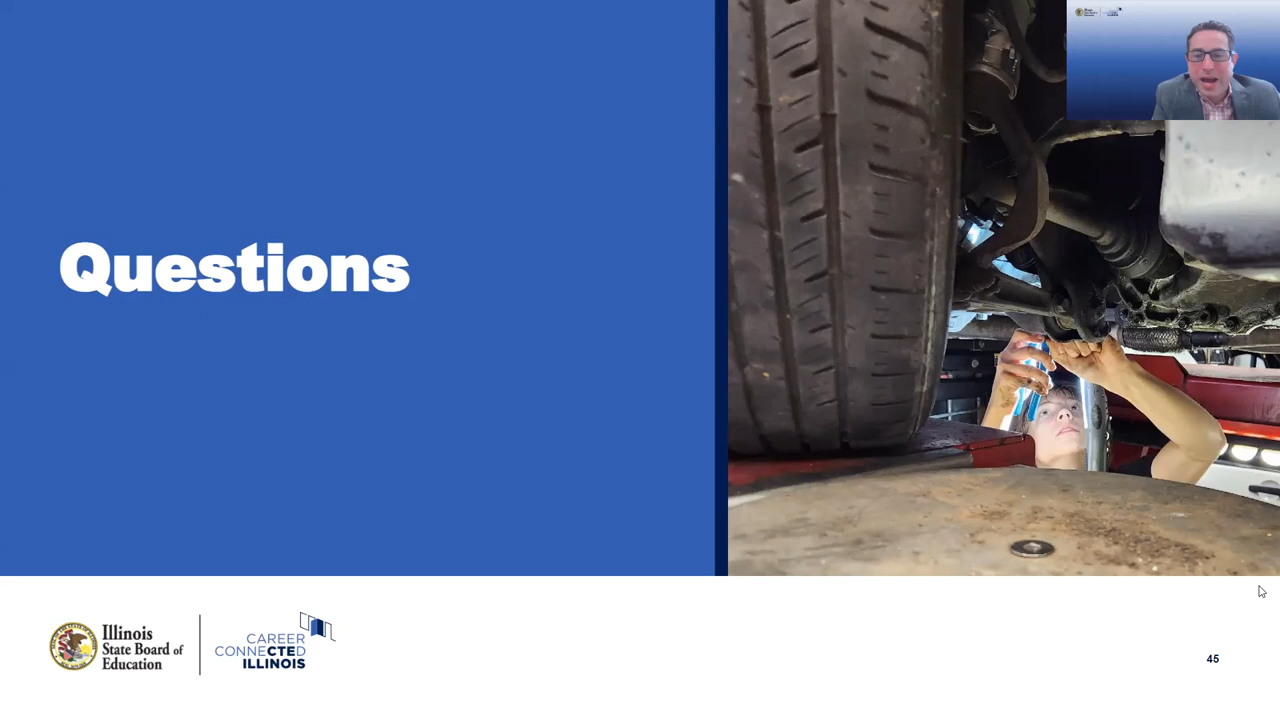 Questions
Illinois
State Board of
Education
CAREER
CONNECTED
ILLINOIS
45